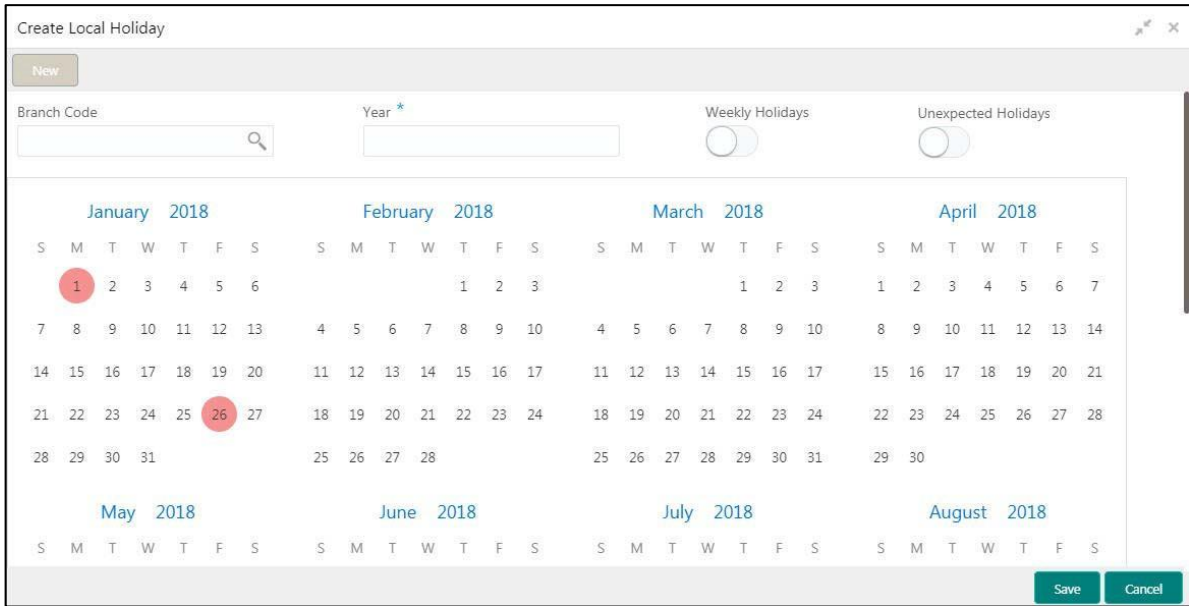 Create Local Holiday
New
Branch Code Year * Weekly Holidays Unexpected Holidays
January 2018 February 2018 March 2018 April 2018
S M T W T F S S M T W T F S S M T W T F S S M T W T F S
1 2 3 4 5 6 1 2 3 1 2 3 1 2 3 4 5 6 7
7 8 9 10 11 12 13 4 5 6 7 8 9 10 4 5 6 7 8 9 10 8 9 10 11 12 13 14
14 15 16 17 18 19 20 11 12 13 14 15 16 17 11 12 13 14 15 16 17 15 16 17 18 19 20 21
21 22 23 24 25 26 27 18 19 20 21 22 23 24 18 19 20 21 22 23 24 22 23 24 25 26 27 28
28 29 30 31 25 26 27 28 25 26 27 28 29 30 31 29 30
May 2018 June 2018 July 2018 August 2018
S M T W T F S S M T W T F S S M T W T F S S M T W T F S
Save Cancel